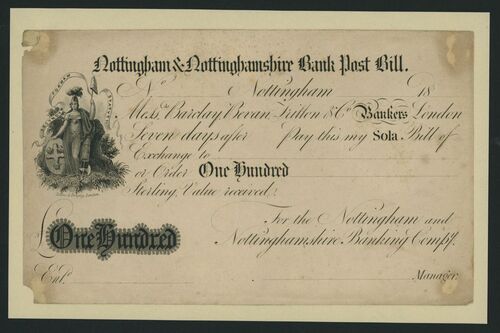 Nottingham & Nottinghamshire Bank Post Bill.
No. Nottingham 18
Messrs. Barclay, Bevan, Tritton & Co. Bankers London
Seven days after Pay this my Sola Bill of
Exchange to
or Order One Hundred
Sterling, Value received;
For the Nottingham and
£ One Hundred Nottinghamshire Banking Compy.
Entd. Manager.